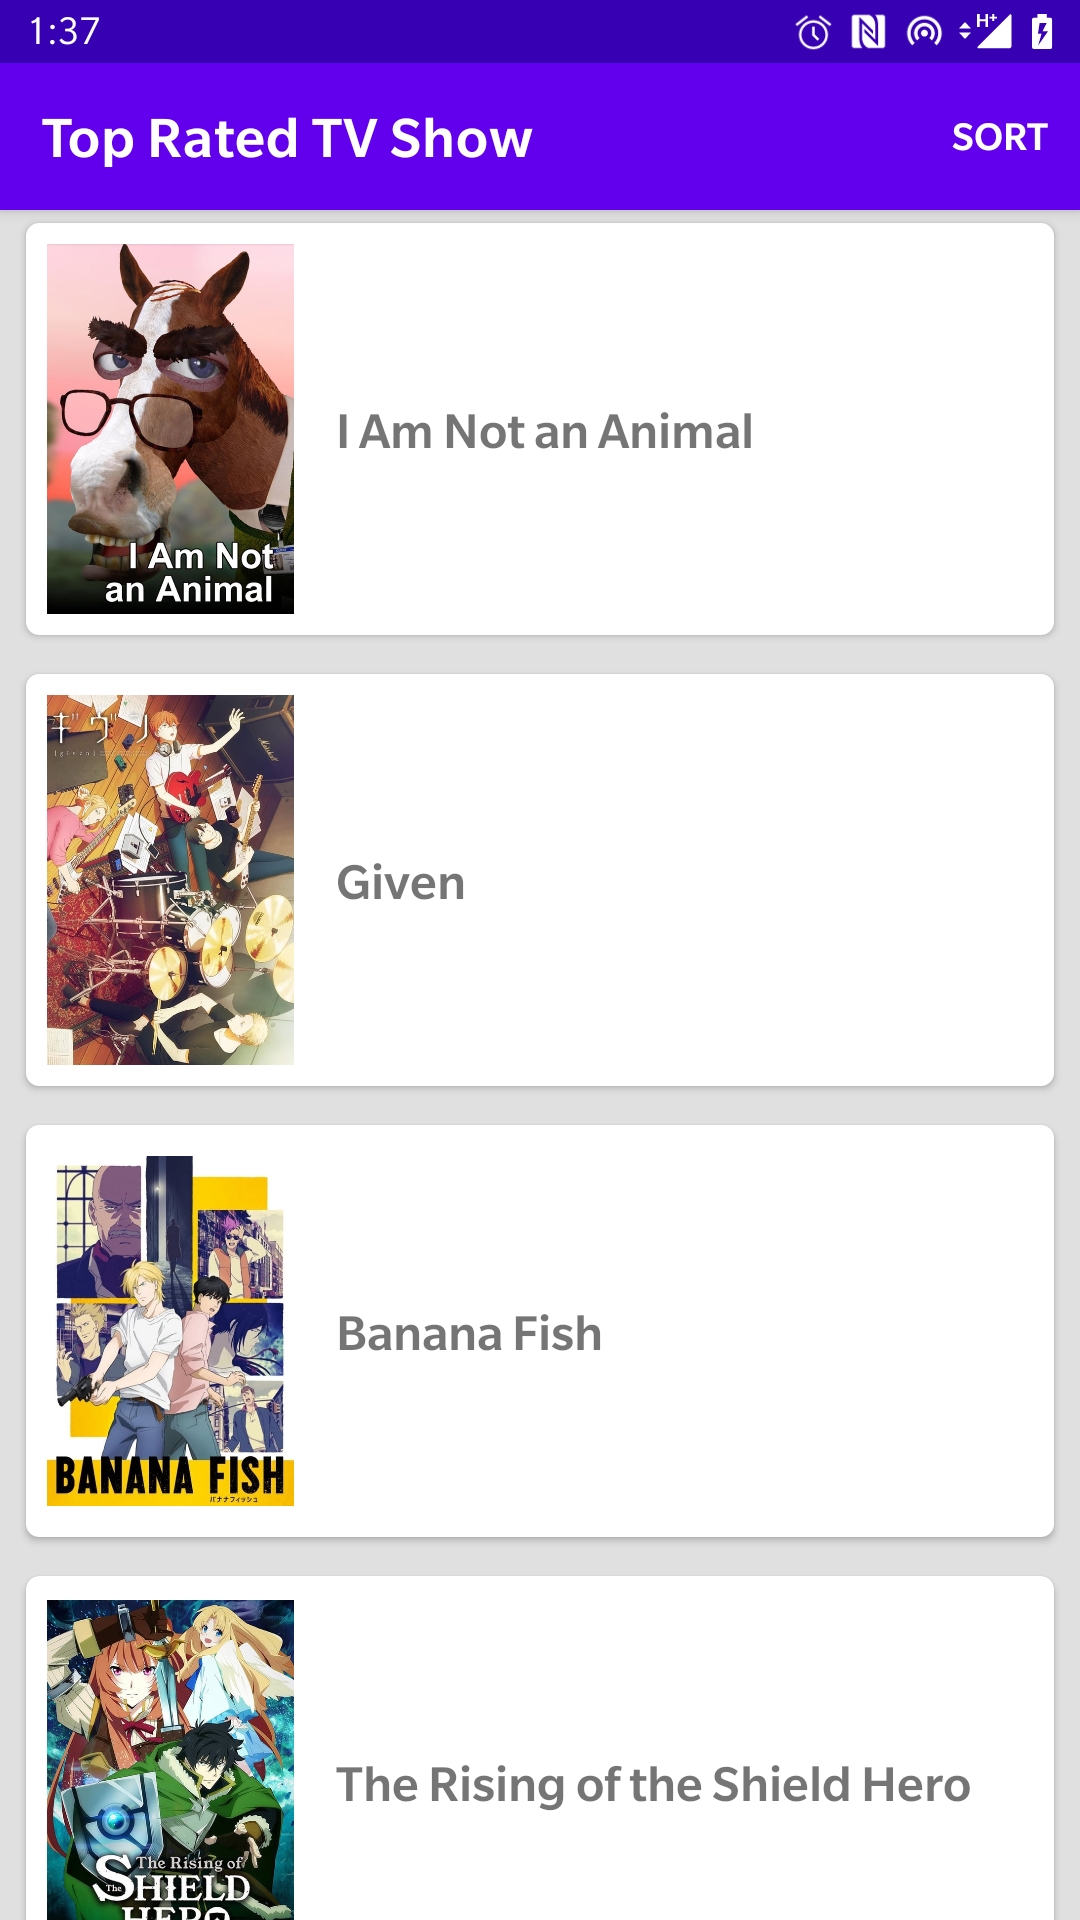 1:37
H+
Top Rated TV Show
SORT
I Am Not
an Animal
I Am Not an Animal
ギヴン
[given]
Marshall
Given
BANANA FISH
バナナフィッシュ
Banana Fish
The Rising of
The SHIELD
HERO
The Rising of the Shield Hero